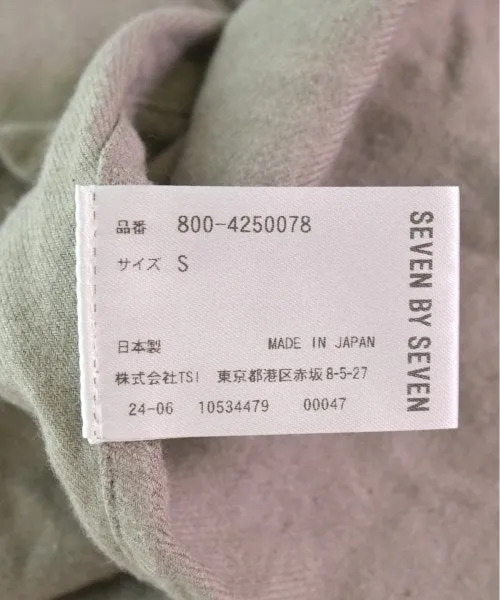 品番 800-4250078
サイズ S
日本製 MADE IN JAPAN
株式会社TSI 東京都港区赤坂8-5-27
24-06 10534479 00047
SEVEN BY SEVEN